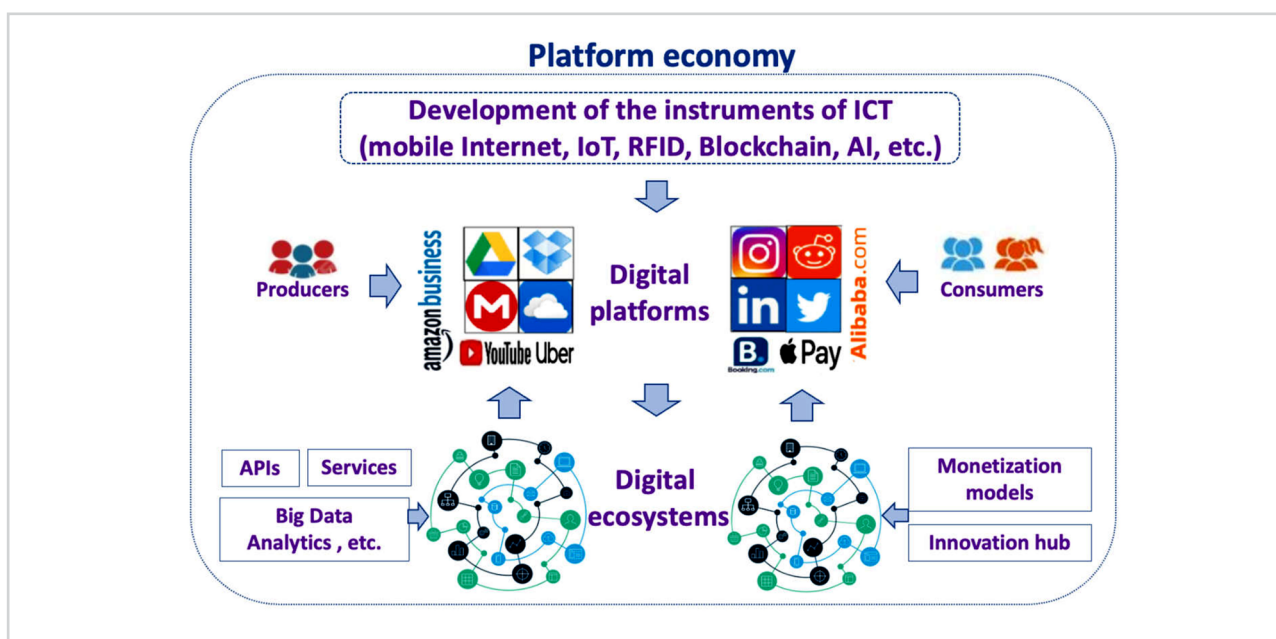 Platform economy
Development of the instruments of ICT
(mobile Internet, IoT, RFID, Blockchain, AI, etc.)
Producers
amazonbusiness
M
YouTube
Uber
Digital
platforms
in
B.
Booking.com
Pay
Alibaba.com
Consumers
APIs
Services
Big Data
Analytics , etc.
Digital
ecosystems
Monetization
models
Innovation hub